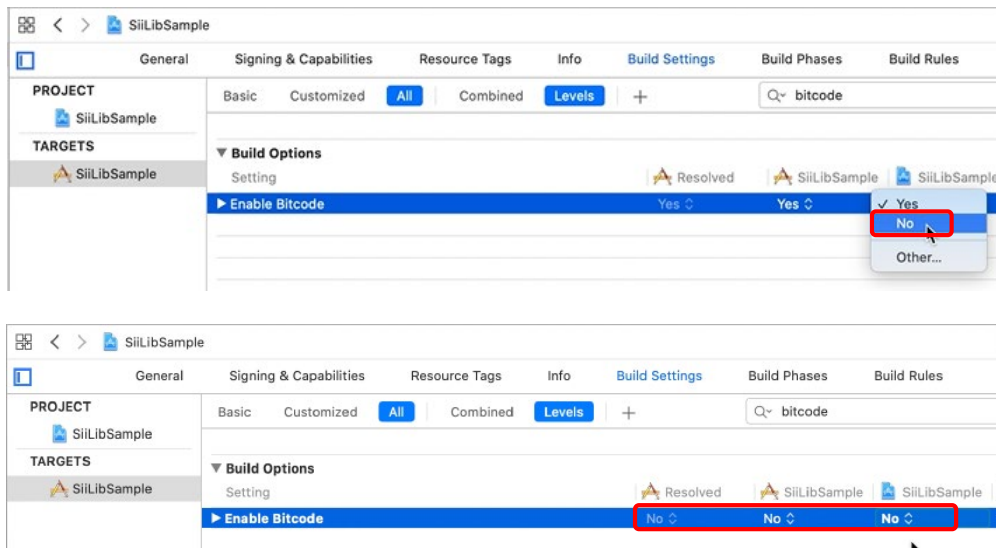 SiiLibSample
General Signing & Capabilities Resource Tags Info Build Settings Build Phases Build Rules
PROJECT Basic Customized All Combined Levels + bitcode
SiiLibSample
TARGETS
Build Options
SiiLibSample
Setting Resolved SiiLibSample SiiLibSample
Enable Bitcode Yes Yes Yes
No
Other...
SiiLibSample
General Signing & Capabilities Resource Tags Info Build Settings Build Phases Build Rules
PROJECT Basic Customized All Combined Levels + bitcode
SiiLibSample
TARGETS
Build Options
SiiLibSample
Setting Resolved SiiLibSample SiiLibSample
Enable Bitcode No No No